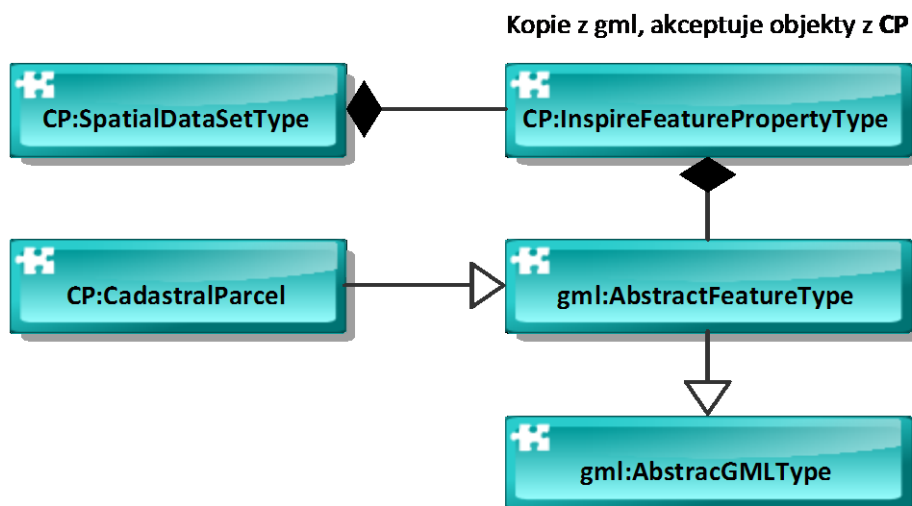 Kopie z gml, akceptuje objekty z CP
CP:SpatialDataSetType
CP:InspireFeaturePropertyType
CP:CadastralParcel
gml:AbstractFeatureType
gml:AbstracGMLType